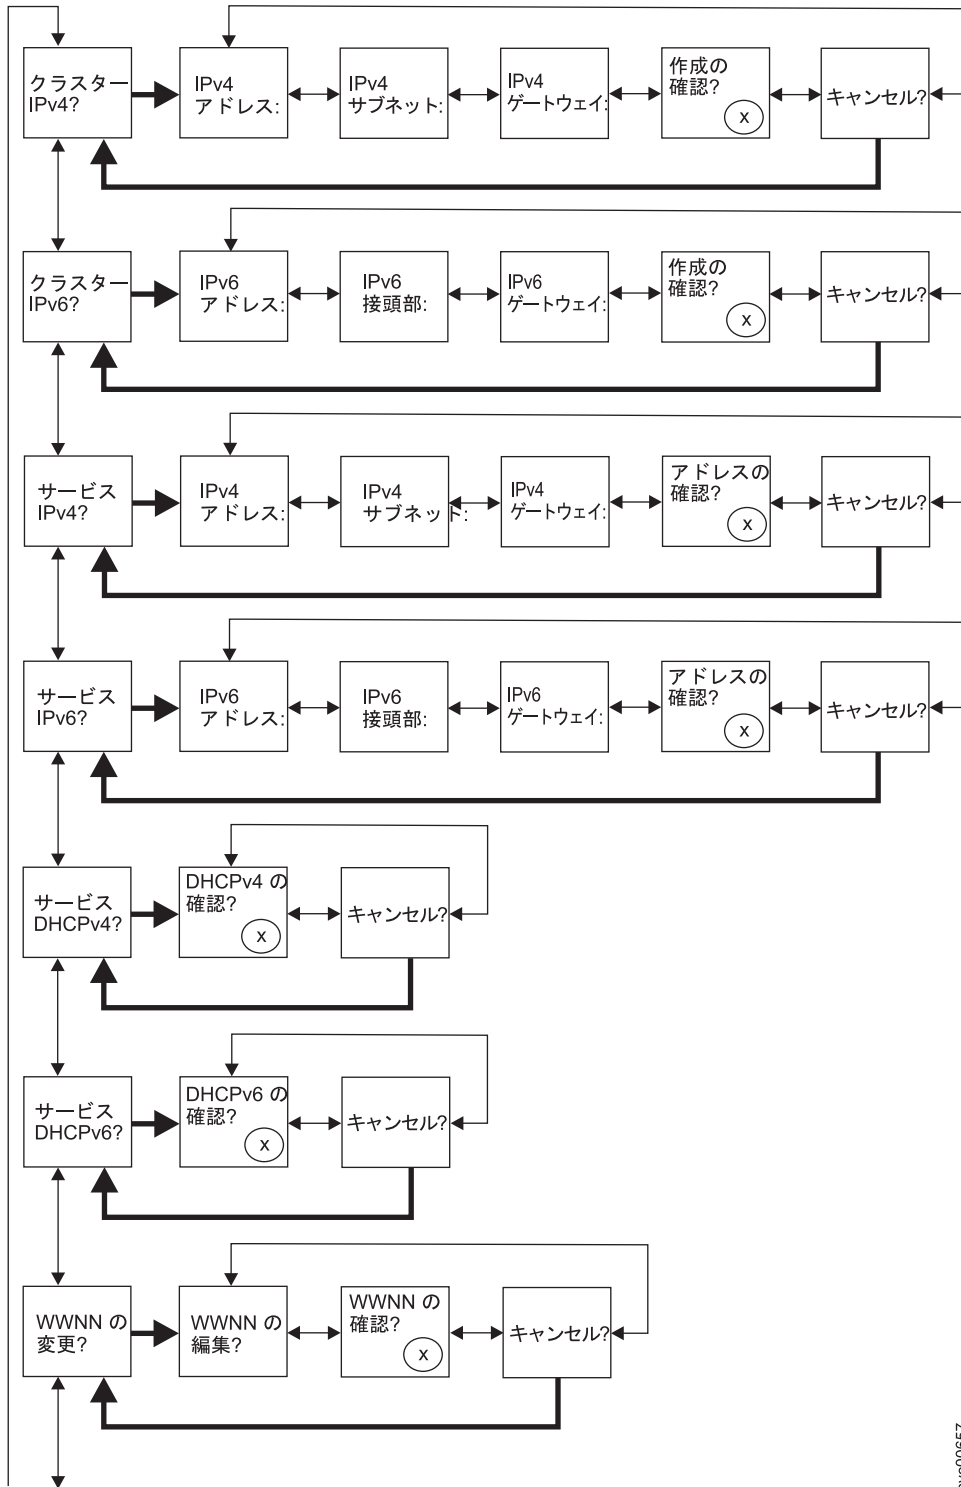 クラスター
IPv4?
IPv4
アドレス:
IPv4
サブネット:
IPv4
ゲートウェイ:
作成の
確認?
x
キャンセル?
クラスター
IPv6?
IPv6
アドレス:
IPv6
接頭部:
IPv6
ゲートウェイ:
作成の
確認?
x
キャンセル?
サービス
IPv4?
IPv4
アドレス:
IPv4
サブネット:
IPv4
ゲートウェイ:
アドレスの
確認?
x
キャンセル?
サービス
IPv6?
IPv6
アドレス:
IPv6
接頭部:
IPv6
ゲートウェイ:
アドレスの
確認?
x
キャンセル?
サービス
DHCPv4?
DHCPv4 の
確認?
x
キャンセル?
サービス
DHCPv6?
DHCPv6 の
確認?
x
キャンセル?
WWNN の
変更?
WWNN の
編集?
WWNN の
確認?
x
キャンセル?